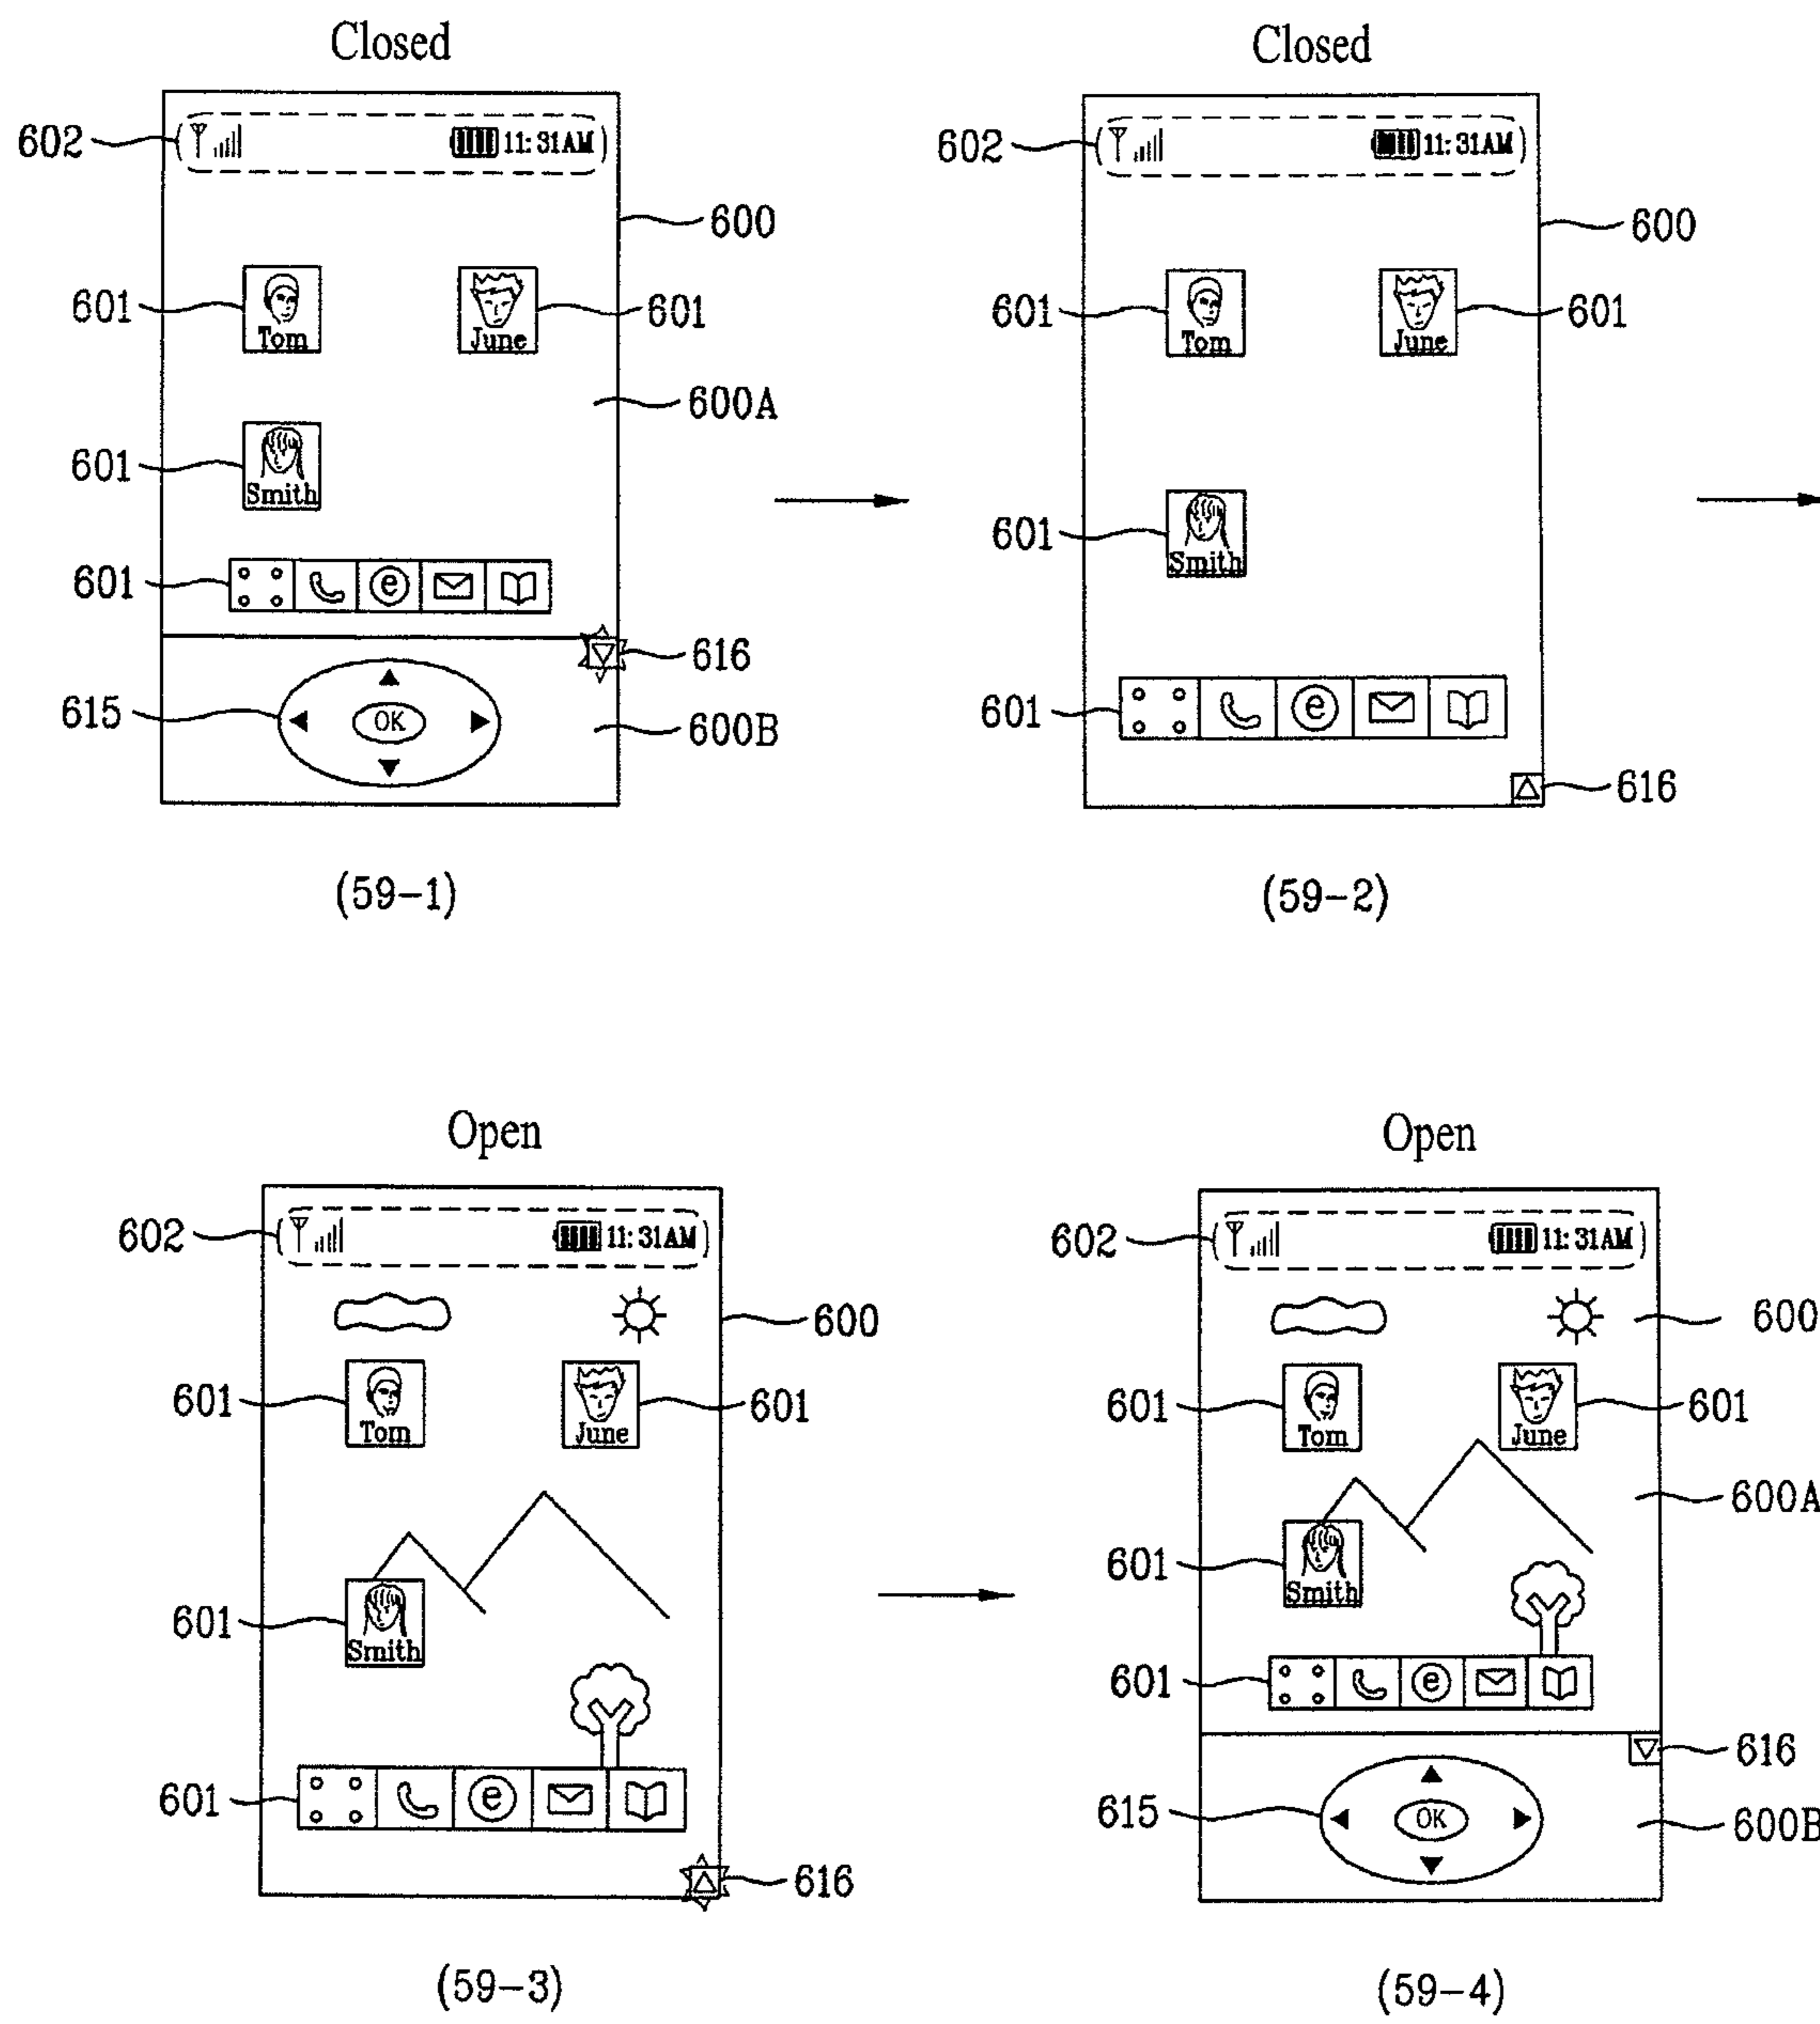 Closed
602
11:31AM
600
601
Tom
June
601
600A
601
Smith
601
e
616
615
OK
600B
(59-1)
Closed
602
11:31AM
600
601
Tom
June
601
601
Smith
601
e
616
(59-2)
Open
602
11:31AM
600
601
Tom
June
601
601
Smith
601
e
616
(59-3)
Open
602
11:31AM
600
601
Tom
June
601
600A
601
Smith
601
e
616
615
OK
600B
(59-4)